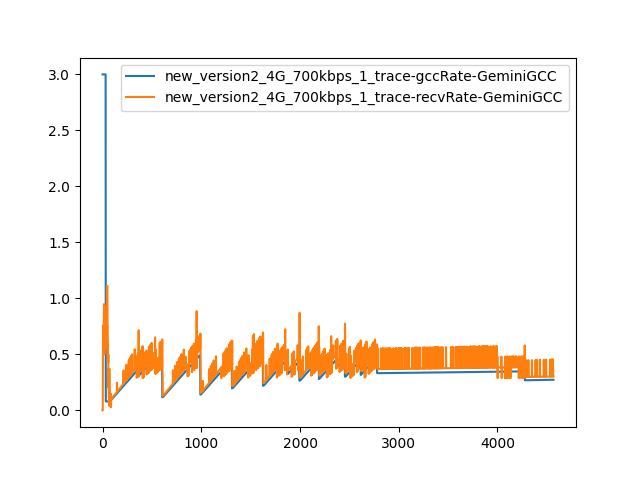 new_version2_4G_700kbps_1_trace-gccRate-GeminiGCC
new_version2_4G_700kbps_1_trace-recvRate-GeminiGCC
3.0
2.5
2.0
1.5
1.0
0.5
0.0
0 1000 2000 3000 4000